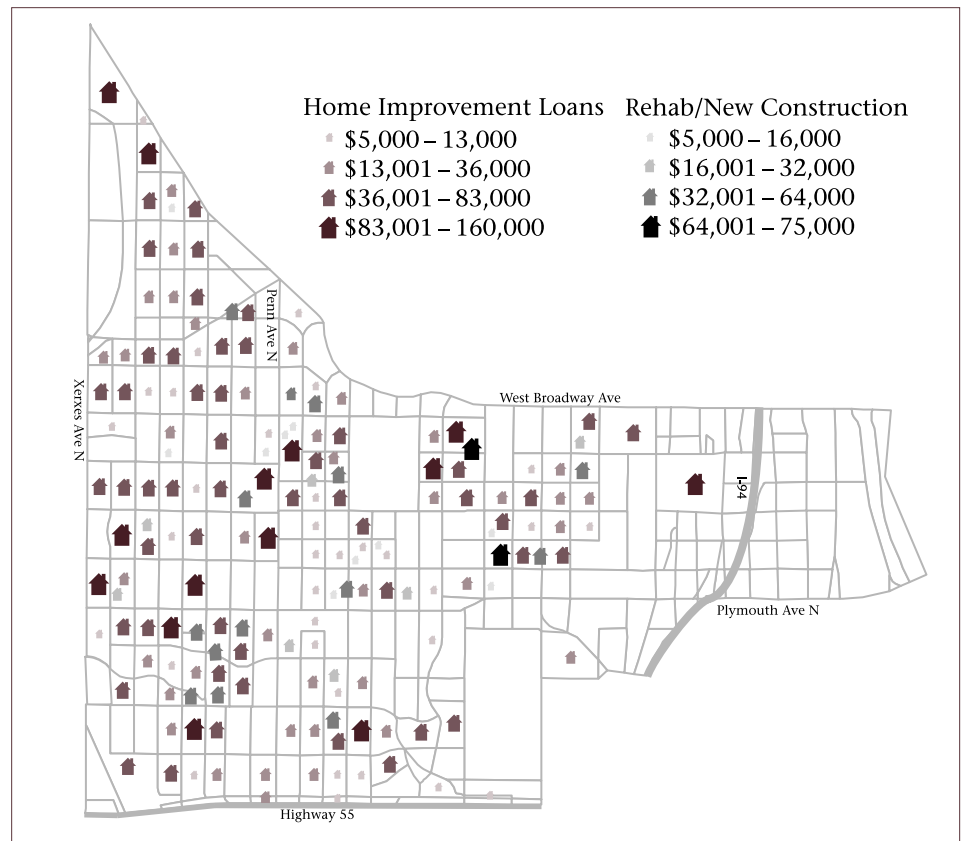 Home Improvement Loans
$5,000 – 13,000
$13,001 – 36,000
$36,001 – 83,000
$83,001 – 160,000
Rehab/New Construction
$5,000 – 16,000
$16,001 – 32,000
$32,001 – 64,000
$64,001 – 75,000
Penn Ave N
Xerxes Ave N
West Broadway Ave
I-94
Plymouth Ave N
Highway 55